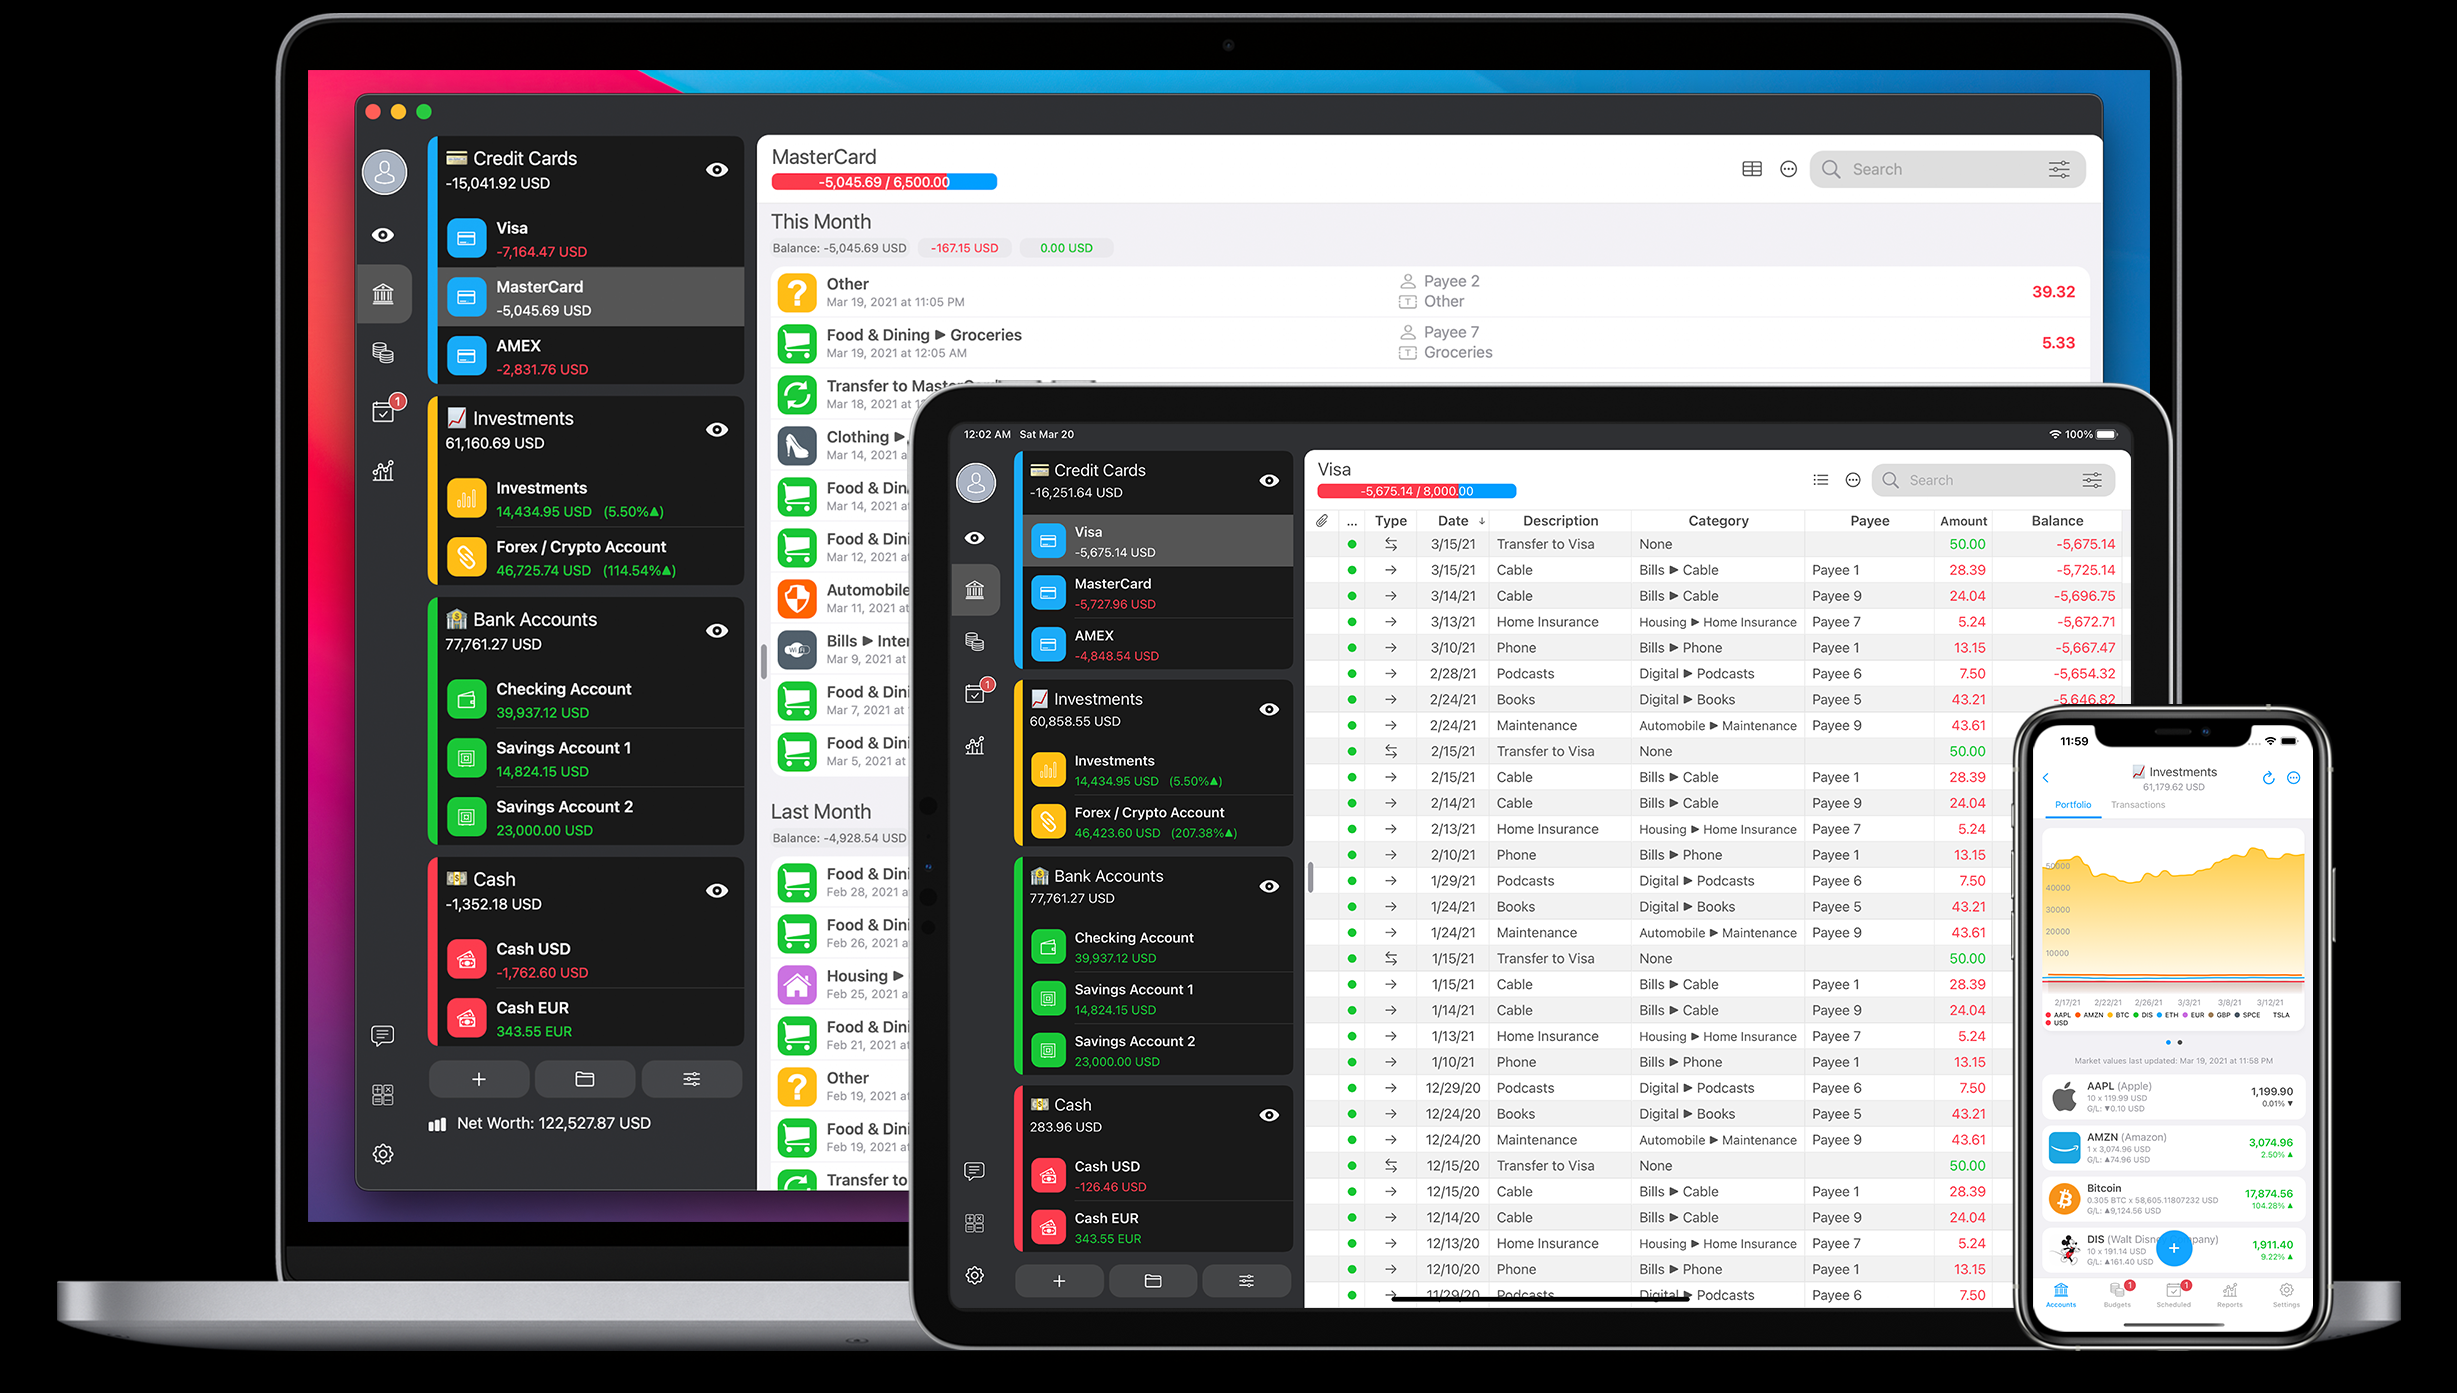 Credit Cards
-15,041.92 USD
Visa
-7,164.47 USD
MasterCard
-5,045.69 USD
AMEX
-2,831.76 USD
1
Investments
61,160.69 USD
Investments
14,434.95 USD (5.50%▲)
Forex / Crypto Account
46,725.74 USD (114.54%▲)
Bank Accounts
77,761.27 USD
Checking Account
39,937.12 USD
Savings Account 1
14,824.15 USD
Savings Account 2
23,000.00 USD
Cash
-1,352.18 USD
Cash USD
-1,762.60 USD
Cash EUR
343.55 EUR
Net Worth: 122,527.87 USD
MasterCard
-5,045.69 / 6,500.00
Search
This Month
Balance: -5,045.69 USD -167.15 USD 0.00 USD
Other
Mar 19, 2021 at 11:05 PM
Payee 2
Other
39.32
Food & Dining ▶ Groceries
Mar 19, 2021 at 12:05 AM
Payee 7
Groceries
5.33
Transfer to
Mar 18, 2021 at
Clothing ▶
Mar 14, 2021 a
Food & Din
Mar 14, 2021 a
Food & Dini
Mar 12, 2021 a
Automobile
Mar 11, 2021 a
Bills ▶ Inter
Mar 9, 2021 at
Food & Dini
Mar 7, 2021 at
Food & Dini
Mar 5, 2021 at
Last Month
Balance: -4,928.54 USD
Food & Dini
Feb 28, 2021 a
Food & Dini
Feb 26, 2021 a
Housing ▶
Feb 25, 2021 a
Food & Dini
Feb 21, 2021 at
Other
Feb 19, 2021 at
Food & Dini
Feb 19, 2021 at
Transfer to
12:02 AM Sat Mar 20
100%
Credit Cards
-16,251.64 USD
Visa
-5,675.14 USD
MasterCard
-5,727.96 USD
AMEX
-4,848.54 USD
1
Investments
60,858.55 USD
Investments
14,434.95 USD (5.50%▲)
Forex / Crypto Account
46,423.60 USD (207.38%▲)
Bank Accounts
77,761.27 USD
Checking Account
39,937.12 USD
Savings Account 1
14,824.15 USD
Savings Account 2
23,000.00 USD
Cash
283.96 USD
Cash USD
-126.46 USD
Cash EUR
343.55 EUR
Visa
-5,675.14 / 8,000.00
Search
... Type Date ↓ Description Category Payee Amount Balance
3/15/21 Transfer to Visa None 50.00 -5,675.14
3/15/21 Cable Bills ▶ Cable Payee 1 28.39 -5,725.14
3/14/21 Cable Bills ▶ Cable Payee 9 24.04 -5,696.75
3/13/21 Home Insurance Housing ▶ Home Insurance Payee 7 5.24 -5,672.71
3/10/21 Phone Bills ▶ Phone Payee 1 13.15 -5,667.47
2/28/21 Podcasts Digital ▶ Podcasts Payee 6 7.50 -5,654.32
2/24/21 Books Digital ▶ Books Payee 5 43.21 -5,646.82
2/24/21 Maintenance Automobile ▶ Maintenance Payee 9 43.61
2/15/21 Transfer to Visa None 50.00
2/15/21 Cable Bills ▶ Cable Payee 1 28.39
2/14/21 Cable Bills ▶ Cable Payee 9 24.04
2/13/21 Home Insurance Housing ▶ Home Insurance Payee 7 5.24
2/10/21 Phone Bills ▶ Phone Payee 1 13.15
1/29/21 Podcasts Digital ▶ Podcasts Payee 6 7.50
1/24/21 Books Digital ▶ Books Payee 5 43.21
1/24/21 Maintenance Automobile ▶ Maintenance Payee 9 43.61
1/15/21 Transfer to Visa None 50.00
1/15/21 Cable Bills ▶ Cable Payee 1 28.39
1/14/21 Cable Bills ▶ Cable Payee 9 24.04
1/13/21 Home Insurance Housing ▶ Home Insurance Payee 7 5.24
1/10/21 Phone Bills ▶ Phone Payee 1 13.15
12/29/20 Podcasts Digital ▶ Podcasts Payee 6 7.50
12/24/20 Books Digital ▶ Books Payee 5 43.21
12/24/20 Maintenance Automobile ▶ Maintenance Payee 9 43.61
12/15/20 Transfer to Visa None 50.00
12/15/20 Cable Bills ▶ Cable Payee 1 28.39
12/14/20 Cable Bills ▶ Cable Payee 9 24.04
12/13/20 Home Insurance Housing ▶ Home Insurance Payee 7 5.24
12/10/20 Phone Bills ▶ Phone Payee 1 13.15
11/29/20 Podcasts Digital ▶ Podcasts Payee 6 7.50
11:59
Investments
61,179.62 USD
Portfolio Transactions
50000
40000
30000
20000
10000
2/17/21 2/22/21 2/26/21 3/3/21 3/8/21 3/12/21
AAPL AMZN BTC DIS ETH EUR GBP SPCE TSLA
USD
Market values last updated: Mar 19, 2021 at 11:58 PM
AAPL (Apple)
10 x 119.99 USD
G/L: ▼0.10 USD
1,199.90
0.01% ▼
AMZN (Amazon)
1 x 3,074.96 USD
G/L: ▲74.96 USD
3,074.96
2.50% ▲
Bitcoin
0.305 BTC x 58,605.11807232 USD
G/L: ▲9,124.56 USD
17,874.56
104.28% ▲
DIS (Walt Disn pany)
10 x 191.14 USD
G/L: ▲161.40 USD
1,911.40
9.22% ▲
Accounts
1
Budgets
1
Scheduled
Reports
Settings